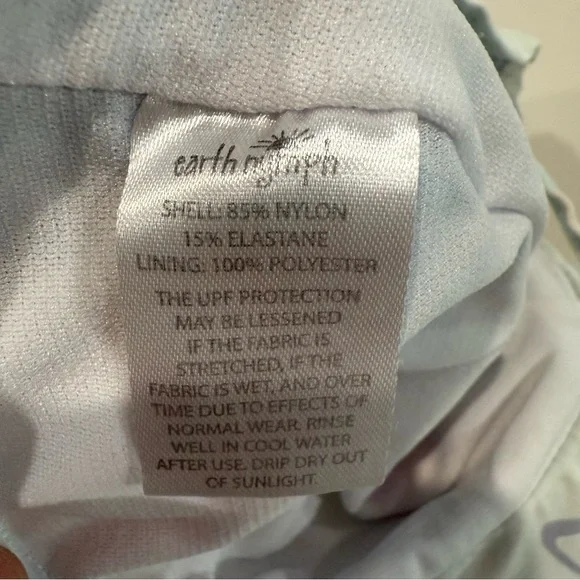 earth nymph
SHELL: 85% NYLON
15% ELASTANE
LINING: 100% POLYESTER
THE UPF PROTECTION
MAY BE LESSENED
IF THE FABRIC IS
STRETCHED, IF THE
FABRIC IS WET, AND OVER
TIME DUE TO EFFECTS OF
NORMAL WEAR. RINSE
WELL IN COOL WATER
AFTER USE. DRIP DRY OUT
OF SUNLIGHT.